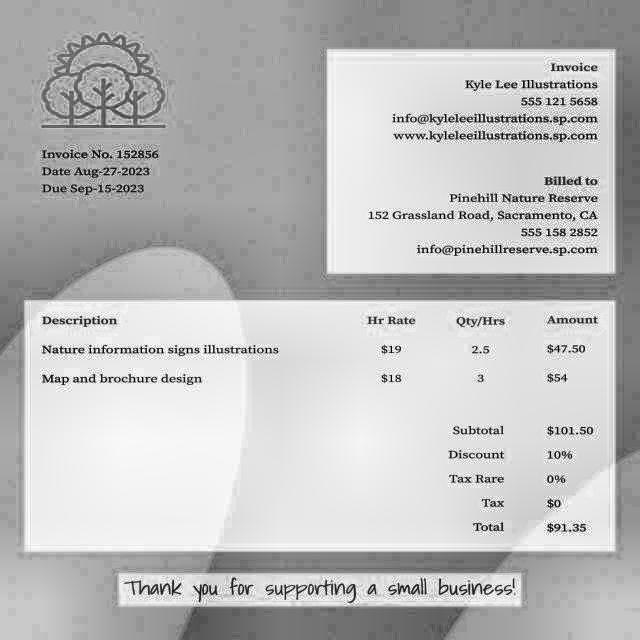 Invoice
Kyle Lee Illustrations
555 121 5658
info@kyleleeillustrations.sp.com
www.kyleleeillustrations.sp.com
Invoice No. 152856
Date Aug-27-2023
Due Sep-15-2023
Billed to
Pinehill Nature Reserve
152 Grassland Road, Sacramento, CA
555 158 2852
info@pinehillreserve.sp.com
Description Hr Rate Qty/Hrs Amount
Nature information signs illustrations $19 2.5 $47.50
Map and brochure design $18 3 $54
Subtotal $101.50
Discount 10%
Tax Rare 0%
Tax $0
Total $91.35
Thank you for supporting a small business!